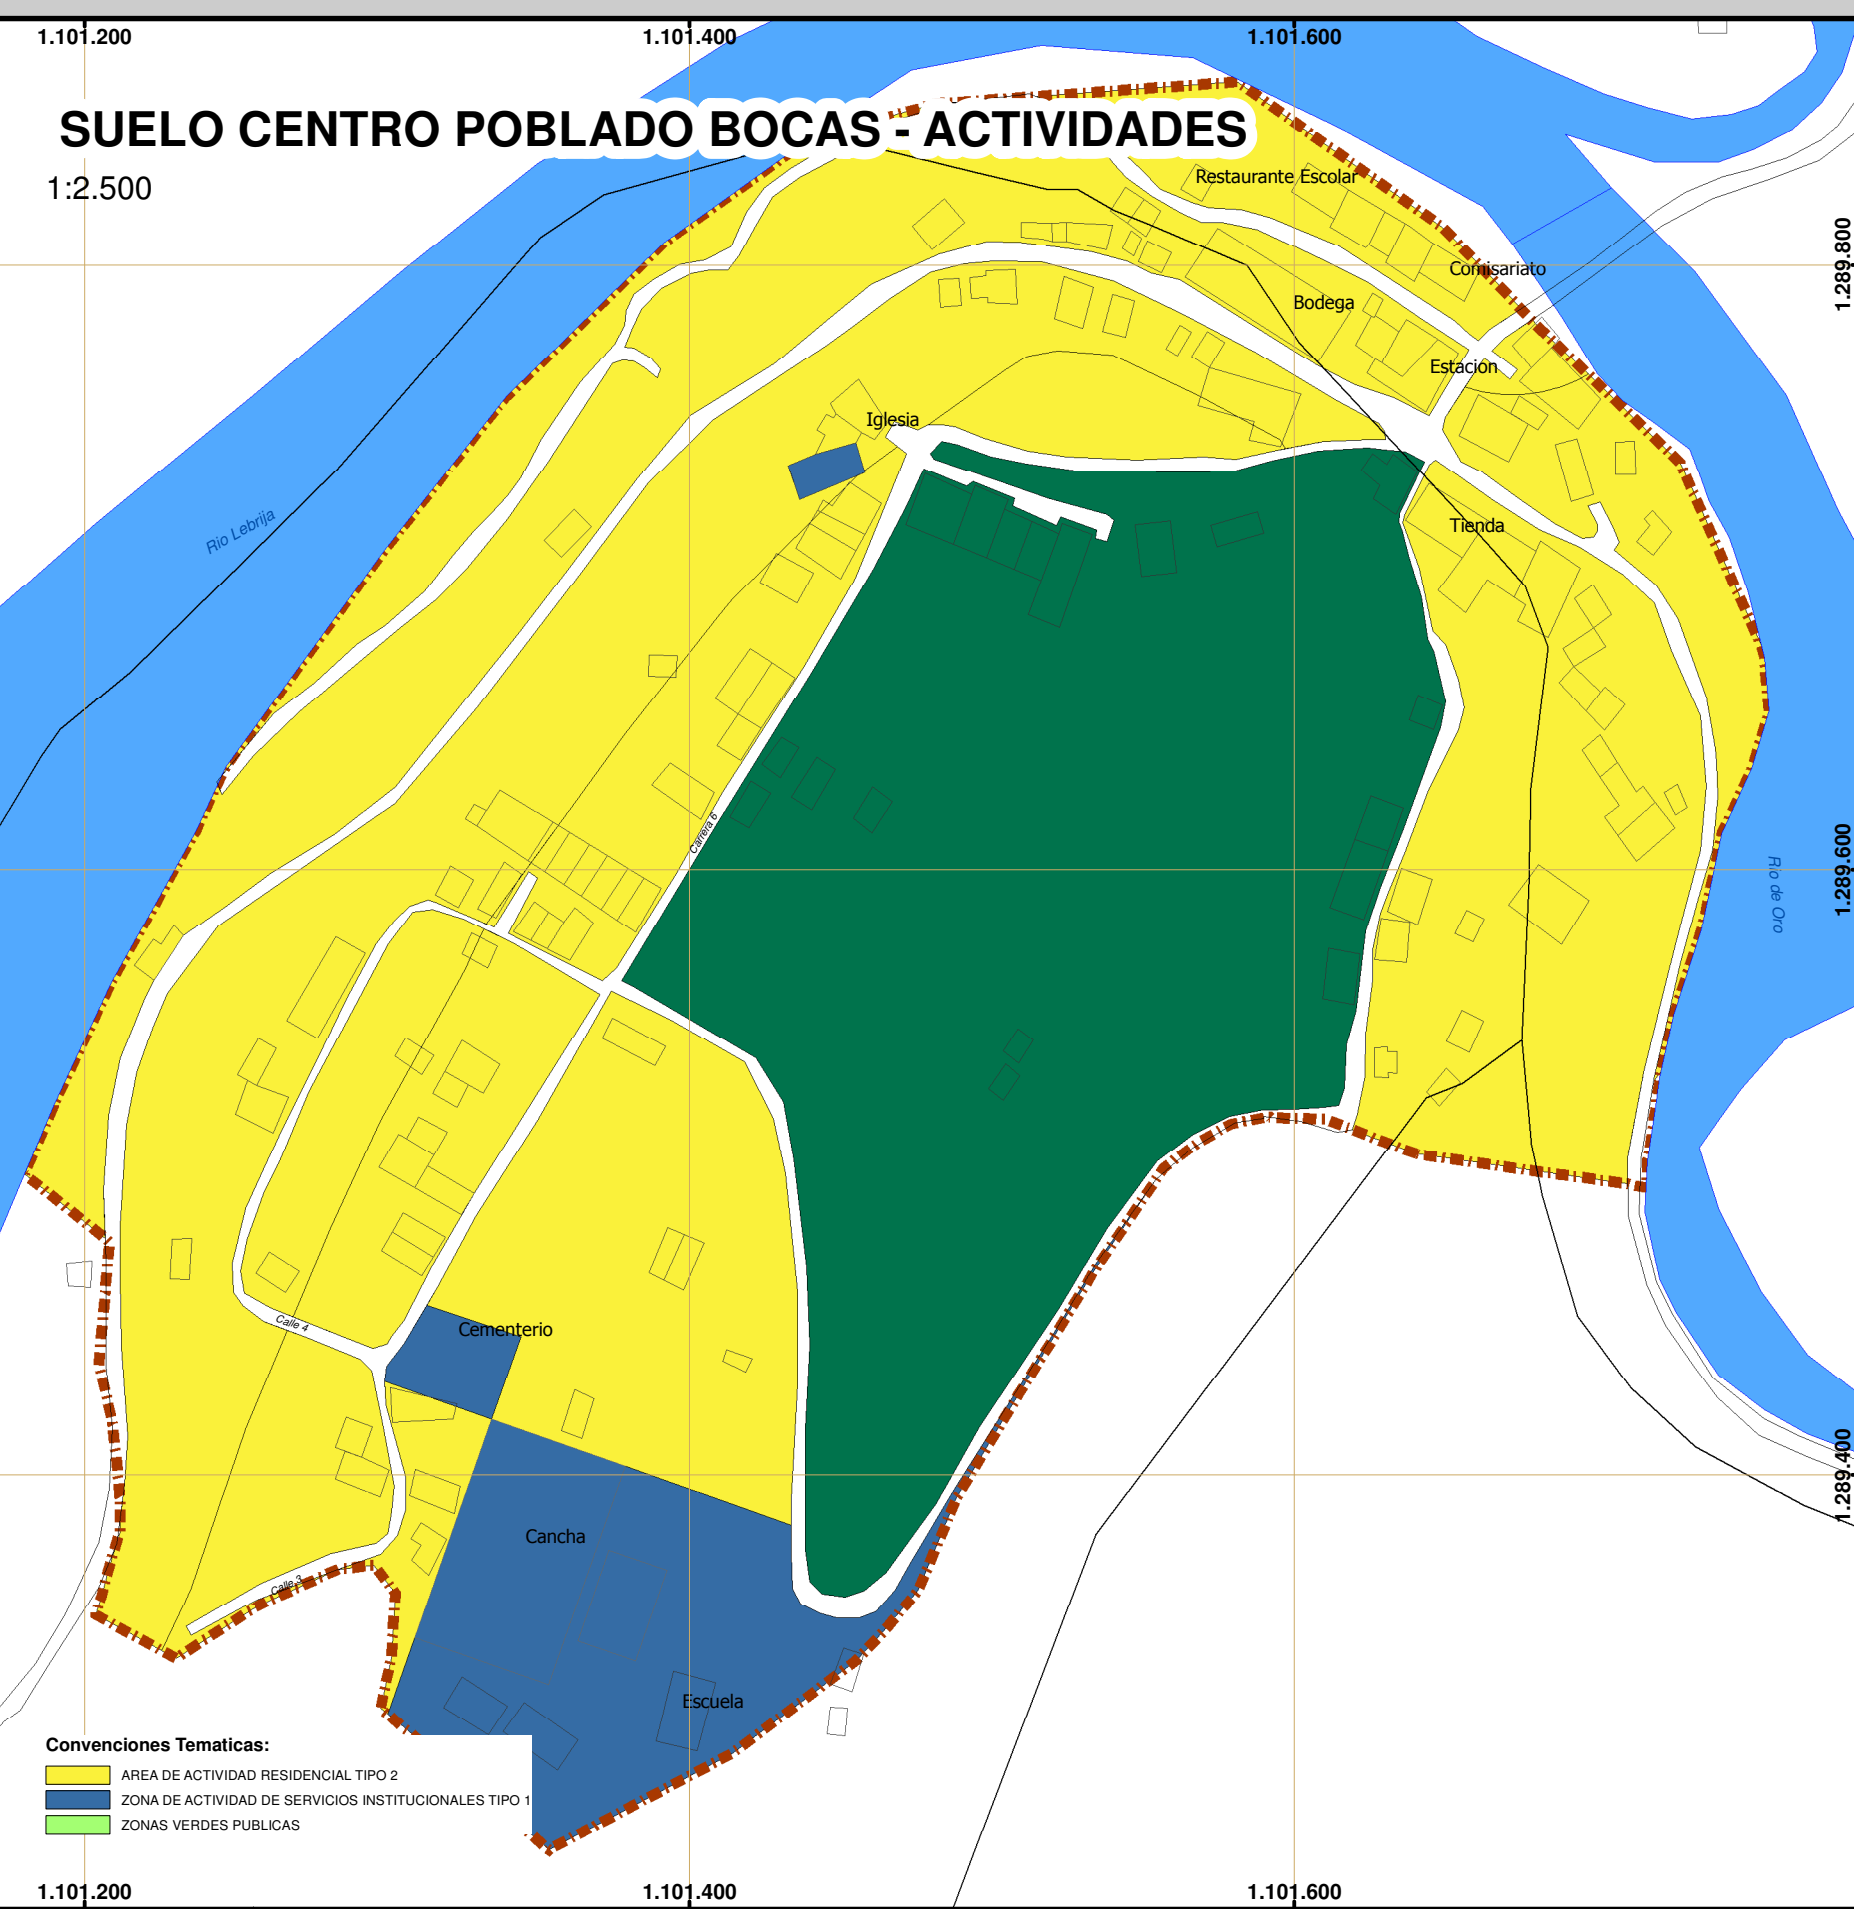 1.101.200
1.101.400
1.101.600
SUELO CENTRO POBLADO BOCAS - ACTIVIDADES
1:2.500
Restaurante Escolar
Comisariato
1.289.800
Bodega
Estación
Iglesia
Rio Lebrija
Tienda
Carrera 6
1.289.600
Rio de Oro
Calle 4
Cementerio
1.289.400
Cancha
Calle 3
Escuela
Convenciones Tematicas:
AREA DE ACTIVIDAD RESIDENCIAL TIPO 2
ZONA DE ACTIVIDAD DE SERVICIOS INSTITUCIONALES TIPO 1
ZONAS VERDES PUBLICAS
1.101.200
1.101.400
1.101.600